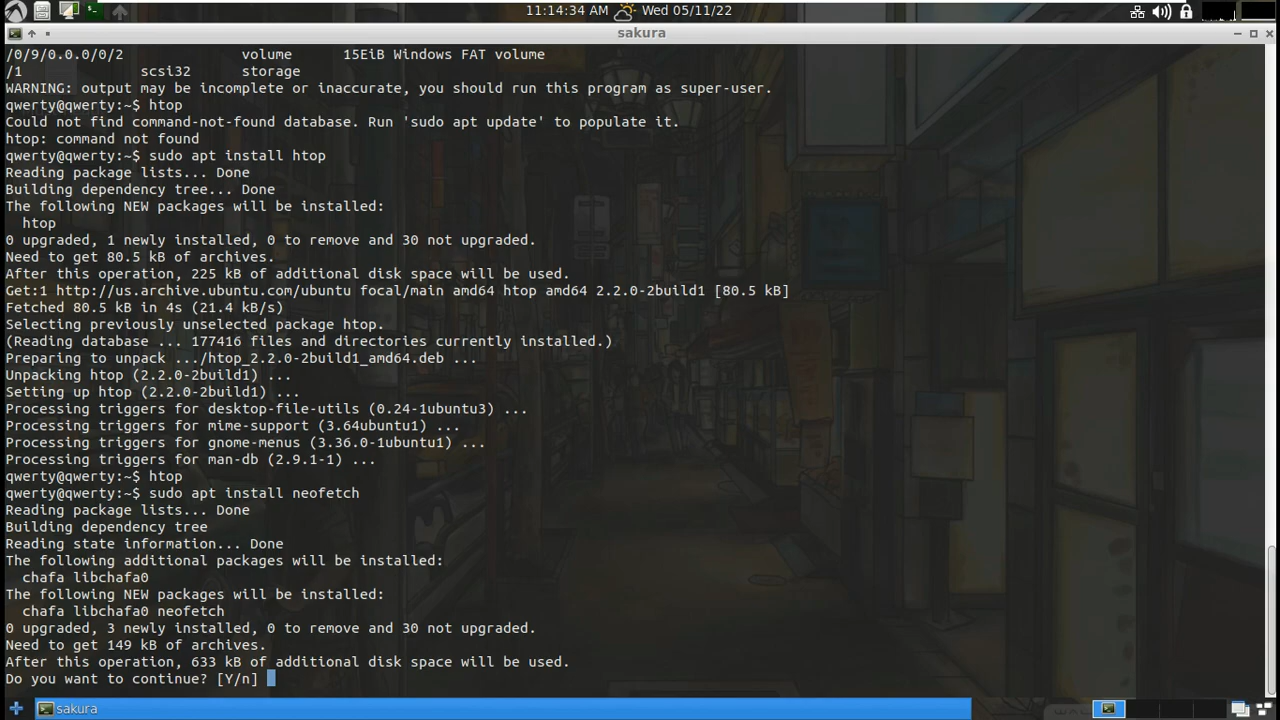 11:14:34 AM Wed 05/11/22
sakura
/0/9/0.0.0/0/2 volume 15EiB Windows FAT volume
/1 scsi32 storage
WARNING: output may be incomplete or inaccurate, you should run this program as super-user.
qwerty@qwerty:~$ htop
Could not find command-not-found database. Run 'sudo apt update' to populate it.
htop: command not found
qwerty@qwerty:~$ sudo apt install htop
Reading package lists... Done
Building dependency tree... Done
The following NEW packages will be installed:
htop
0 upgraded, 1 newly installed, 0 to remove and 30 not upgraded.
Need to get 80.5 kB of archives.
After this operation, 225 kB of additional disk space will be used.
Get:1 http://us.archive.ubuntu.com/ubuntu focal/main amd64 htop amd64 2.2.0-2build1 [80.5 kB]
Fetched 80.5 kB in 4s (21.4 kB/s)
Selecting previously unselected package htop.
(Reading database ... 177416 files and directories currently installed.)
Preparing to unpack .../htop_2.2.0-2build1_amd64.deb ...
Unpacking htop (2.2.0-2build1) ...
Setting up htop (2.2.0-2build1) ...
Processing triggers for desktop-file-utils (0.24-1ubuntu3) ...
Processing triggers for mime-support (3.64ubuntu1) ...
Processing triggers for gnome-menus (3.36.0-1ubuntu1) ...
Processing triggers for man-db (2.9.1-1) ...
qwerty@qwerty:~$ htop
qwerty@qwerty:~$ sudo apt install neofetch
Reading package lists... Done
Building dependency tree
Reading state information... Done
The following additional packages will be installed:
chafa libchafa0
The following NEW packages will be installed:
chafa libchafa0 neofetch
0 upgraded, 3 newly installed, 0 to remove and 30 not upgraded.
Need to get 149 kB of archives.
After this operation, 633 kB of additional disk space will be used.
Do you want to continue? [Y/n]
sakura